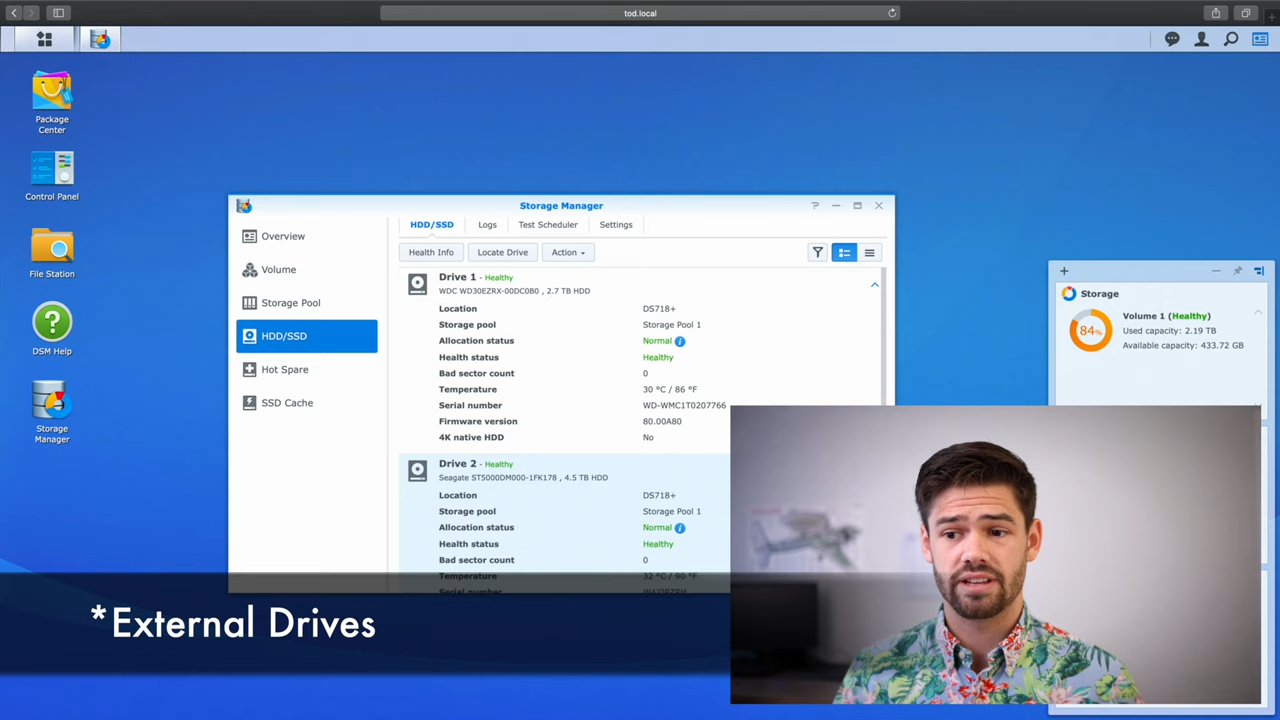 tod.local
Package
Center
Control Panel
File Station
DSM Help
Storage
Manager
Storage Manager
Overview
Volume
Storage Pool
HDD/SSD
Hot Spare
SSD Cache
HDD/SSD Logs Test Scheduler Settings
Health Info Locate Drive Action
Drive 1 - Healthy
WDC WD30EZRX-00DC0B0 , 2.7 TB HDD
Location DS718+
Storage pool Storage Pool 1
Allocation status Normal
Health status Healthy
Bad sector count 0
Temperature 30 °C / 86 °F
Serial number WD-WMC1T0207766
Firmware version 80.00A80
4K native HDD No
Drive 2 - Healthy
Seagate ST5000DM000-1FK178 , 4.5 TB HDD
Location DS718+
Storage pool Storage Pool 1
Allocation status Normal
Health status Healthy
Bad sector count 0
Temperature 32 °C / 90 °F
Serial number
Storage
84%
Volume 1 (Healthy)
Used capacity: 2.19 TB
Available capacity: 433.72 GB
*External Drives